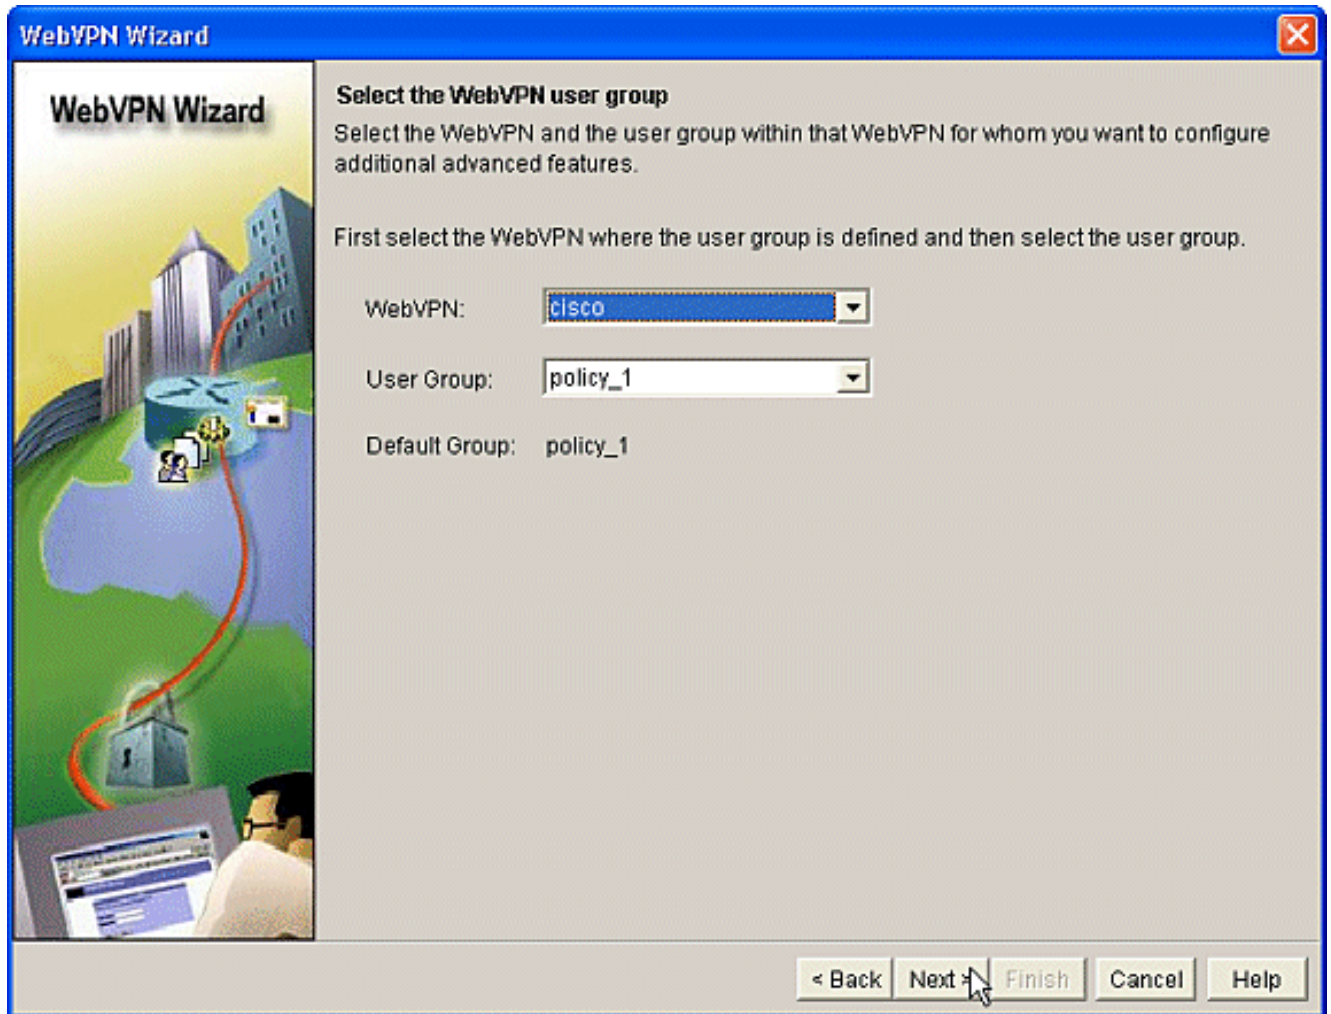 WebVPN Wizard
WebVPN Wizard
Select the WebVPN user group
Select the WebVPN and the user group within that WebVPN for whom you want to configure
additional advanced features.
First select the WebVPN where the user group is defined and then select the user group.
WebVPN: cisco
User Group: policy_1
Default Group: policy_1
< Back Next > Finish Cancel Help